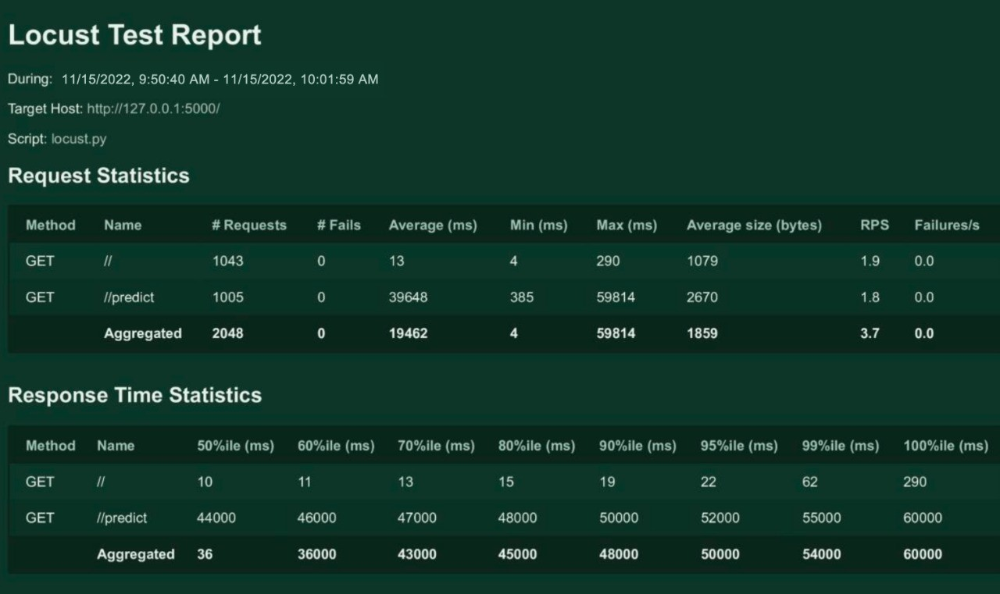 Locust Test Report
During: 11/15/2022, 9:50:40 AM - 11/15/2022, 10:01:59 AM
Target Host: http://127.0.0.1:5000/
Script: locust.py
Request Statistics
Method Name # Requests # Fails Average (ms) Min (ms) Max (ms) Average size (bytes) RPS Failures/s
GET // 1043 0 13 4 290 1079 1.9 0.0
GET //predict 1005 0 39648 385 59814 2670 1.8 0.0
Aggregated 2048 0 19462 4 59814 1859 3.7 0.0
Response Time Statistics
Method Name 50%ile (ms) 60%ile (ms) 70%ile (ms) 80%ile (ms) 90%ile (ms) 95%ile (ms) 99%ile (ms) 100%ile (ms)
GET // 10 11 13 15 19 22 62 290
GET //predict 44000 46000 47000 48000 50000 52000 55000 60000
Aggregated 36 36000 43000 45000 48000 50000 54000 60000